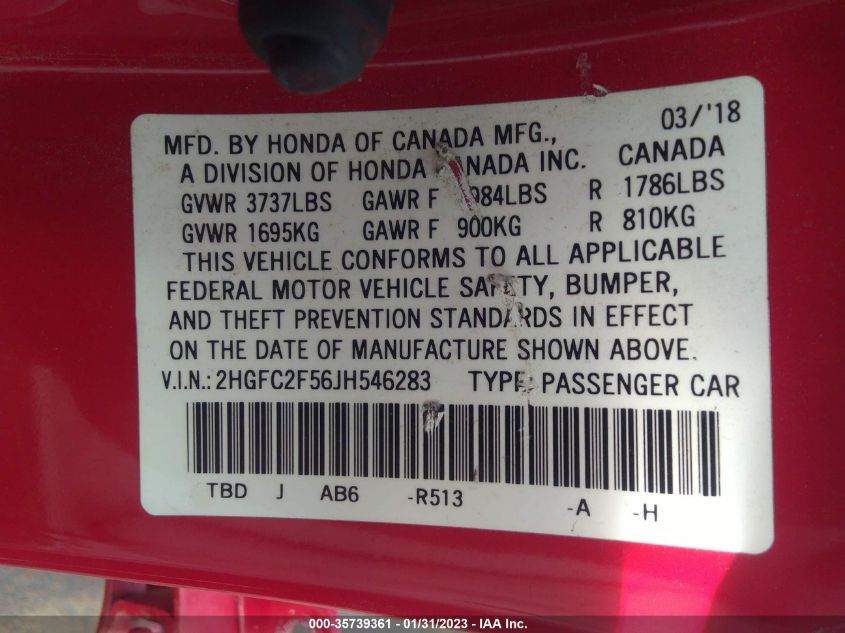 03/'18
MFD. BY HONDA OF CANADA MFG.,
A DIVISION OF HONDA CANADA INC. CANADA
GVWR 3737LBS GAWR F 984LBS R 1786LBS
GVWR 1695KG GAWR F 900KG R 810KG
THIS VEHICLE CONFORMS TO ALL APPLICABLE
FEDERAL MOTOR VEHICLE SAFETY, BUMPER,
AND THEFT PREVENTION STANDARDS IN EFFECT
ON THE DATE OF MANUFACTURE SHOWN ABOVE.
V.I.N.: 2HGFC2F56JH546283 TYPE: PASSENGER CAR
TBD J AB6 -R513 -A -H
000-35739361 - 01/31/2023 - IAA Inc.